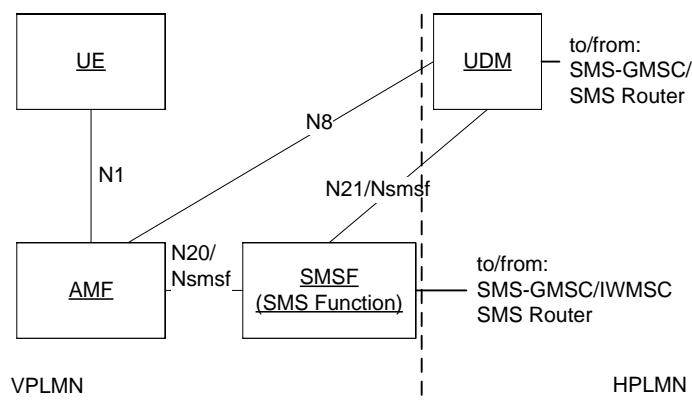 UE
UDM
to/from:
SMS-GMSC/
SMS Router
N8
N1
N21/Nsmsf
N20/
Nsmsf
AMF
SMSF
(SMS Function)
to/from:
SMS-GMSC/IWMSC
SMS Router
VPLMN
HPLMN